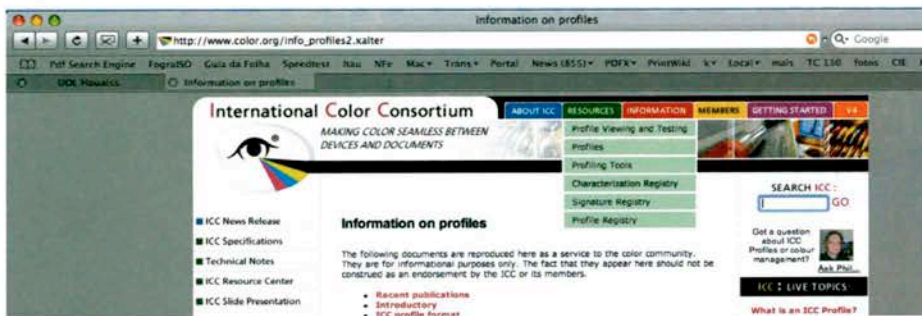 information on profiles
http://www.color.org/info_profiles2.xalter
Google
Pdf Search Engine FograISO Guia da Folha Speedtest Itau NFe Mac Trans Portal News (855) PDFX PrintWiki k Local mais TC 130 fotos CIE
UOL Houaiss Information on profiles
International Color Consortium
ABOUT ICC RESOURCES INFORMATION MEMBERS GETTING STARTED V4
MAKING COLOR SEAMLESS BETWEEN
DEVICES AND DOCUMENTS
Profile Viewing and Testing
Profiles
Profiling Tools
Characterization Registry
Signature Registry
Profile Registry
ICC News Release
ICC Specifications
Technical Notes
ICC Resource Center
ICC Slide Presentation
Information on profiles
The following documents are reproduced here as a service to the color community.
They are for informational purposes only. The fact that they appear here should not be
construed as an endorsement by the ICC or its members.
Recent publications
Introductory
ICC profile format
SEARCH ICC :
GO
Got a question
about ICC
Profiles or colour
management?
Ask Phil...
ICC : LIVE TOPICS
What is an ICC Profile?